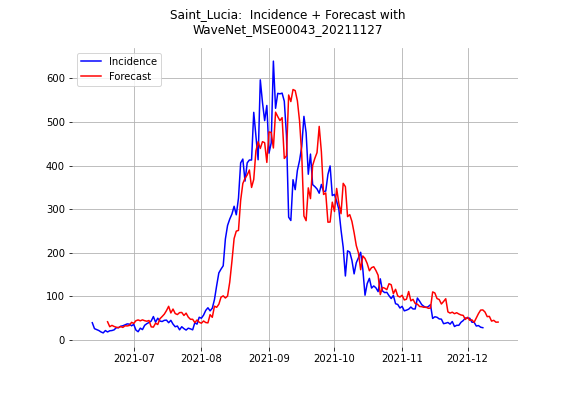 Saint_Lucia:  Incidence + Forecast with
WaveNet_MSE00043_20211127
Incidence
Forecast
600
500
400
300
200
100
0
2021-07 2021-08 2021-09 2021-10 2021-11 2021-12